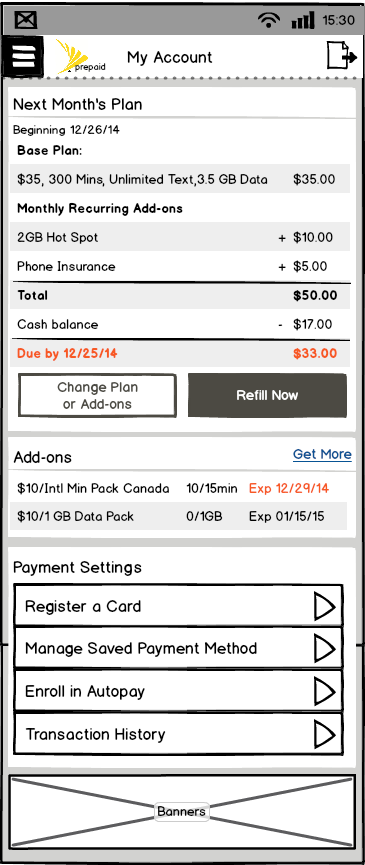 15:30
prepaid
My Account
Next Month's Plan
Beginning 12/26/14
Base Plan:
$35, 300 Mins, Unlimited Text,3.5 GB Data $35.00
Monthly Recurring Add-ons
2GB Hot Spot + $10.00
Phone Insurance + $5.00
Total $50.00
Cash balance - $17.00
Due by 12/25/14 $33.00
Change Plan
or Add-ons
Refill Now
Add-ons Get More
$10/Intl Min Pack Canada 10/15min Exp 12/29/14
$10/1 GB Data Pack 0/1GB Exp 01/15/15
Payment Settings
Register a Card
Manage Saved Payment Method
Enroll in Autopay
Transaction History
Banners